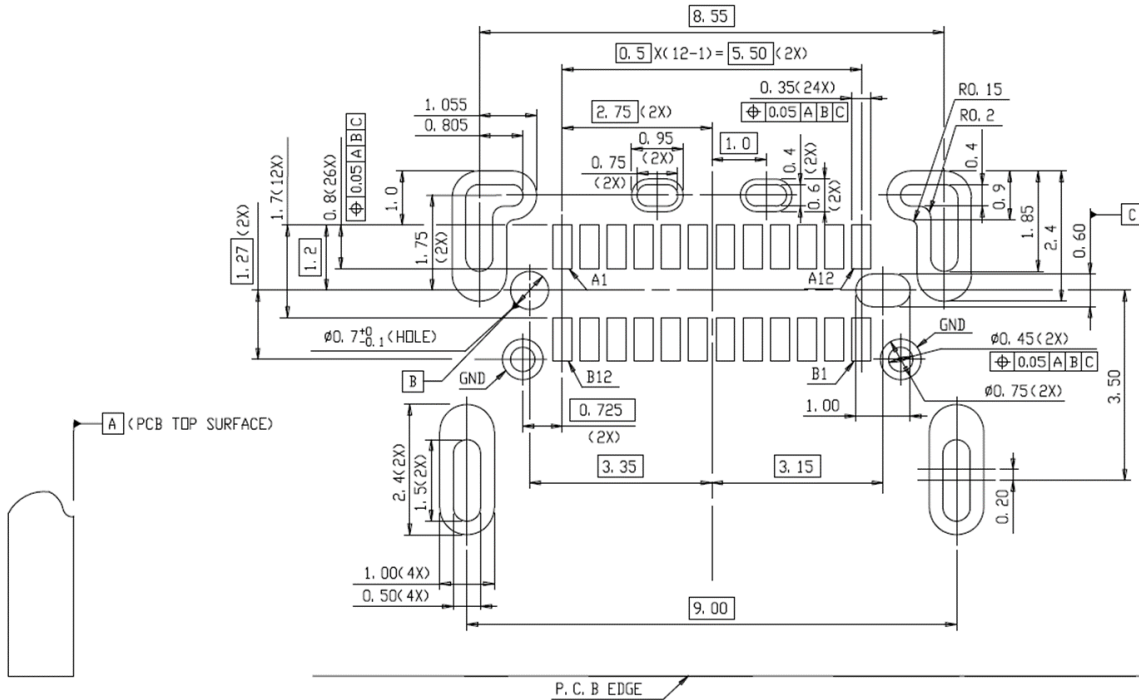 8.55
0.5 X(12-1)= 5.50 (2X)
0.35(24X)
⌖ 0.05 A B C
2.75 (2X)
1.055
0.805
0.95
(2X)
0.75
(2X)
1.0
0.4
(2X)
0.6
(2X)
R0.15
R0.2
0.4
0.9
1.85
2.4
0.60
C
1.27 (2X)
1.7(12X)
1.2
0.8(26X)
⌖ 0.05 A B C
1.0
1.75
(2X)
A1
A12
Ø0.7 +0 -0.1 (HOLE)
B
GND
B12
B1
GND
Ø0.45(2X)
⌖ 0.05 A B C
Ø0.75(2X)
3.50
1.00
0.725
(2X)
A (PCB TOP SURFACE)
3.35
3.15
2.4(2X)
1.5(2X)
0.20
1.00(4X)
0.50(4X)
9.00
P.C.B EDGE